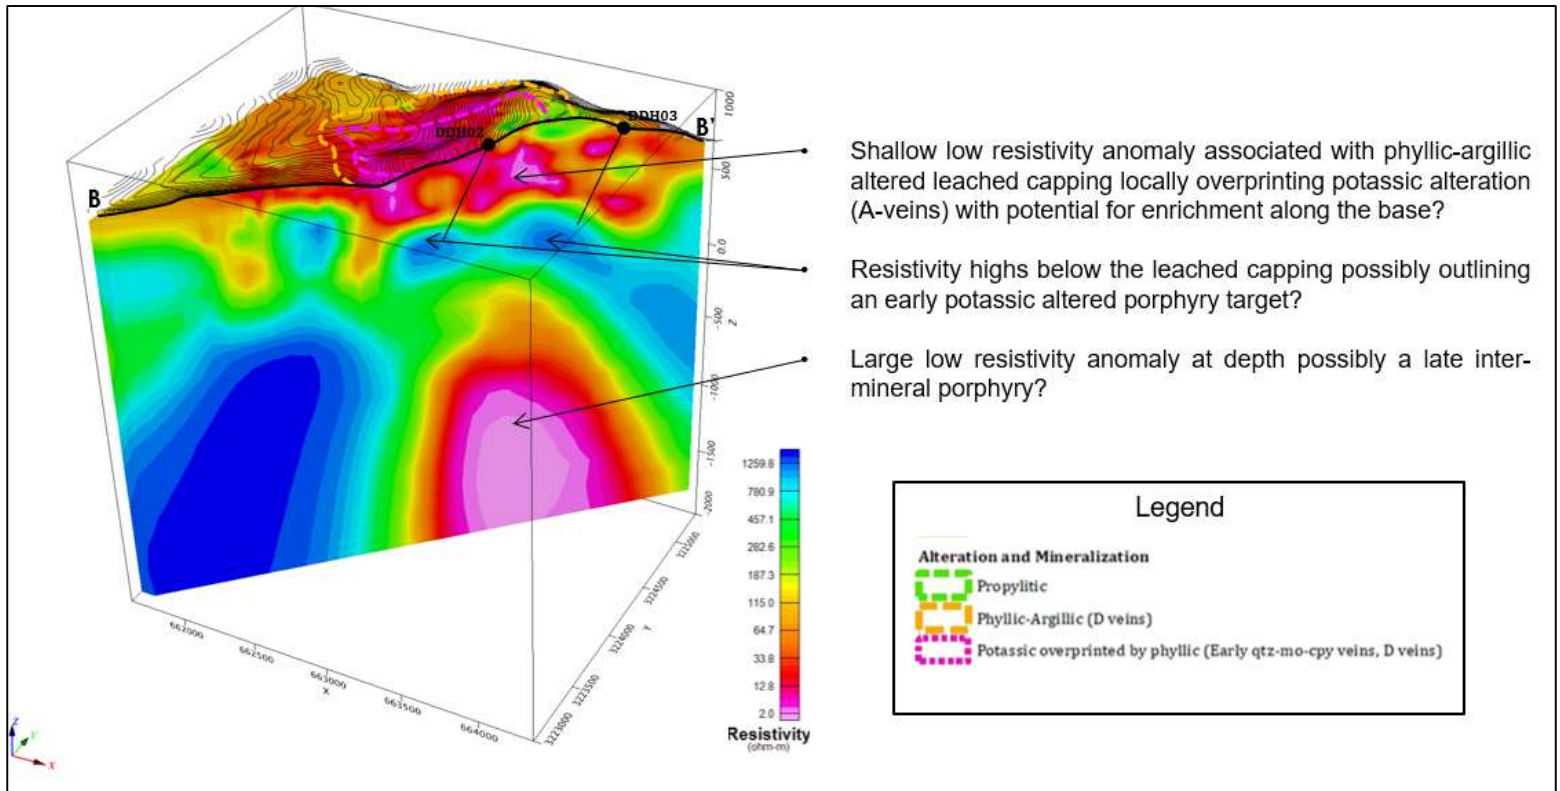 DDH02
DDH03
B
B'
1000
500
0.0
-500
Z
-1000
-1500
-2000
3225000
3224500
3224000
Y
3223500
3223000
662000
662500
663000
X
663500
664000
Z
Y
X
1259.8
780.9
457.1
282.6
187.3
115.0
64.7
33.8
12.8
2.0
Resistivity
(ohm-m)
Shallow low resistivity anomaly associated with phyllic-argillic
altered leached capping locally overprinting potassic alteration
(A-veins) with potential for enrichment along the base?
Resistivity highs below the leached capping possibly outlining
an early potassic altered porphyry target?
Large low resistivity anomaly at depth possibly a late inter-
mineral porphyry?
Legend
Alteration and Mineralization
Propylitic
Phyllic-Argillic (D veins)
Potassic overprinted by phyllic (Early qtz-mo-cpy veins, D veins)